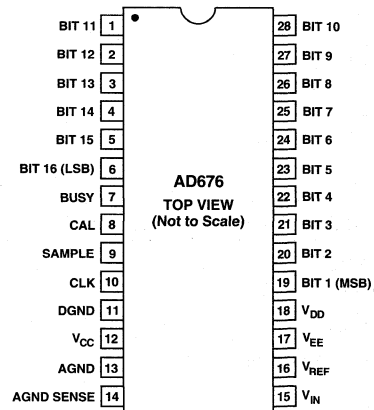 BIT 11 1 28 BIT 10
BIT 12 2 27 BIT 9
BIT 13 3 26 BIT 8
BIT 14 4 25 BIT 7
BIT 15 5 24 BIT 6
BIT 16 (LSB) 6 23 BIT 5
BUSY 7 22 BIT 4
CAL 8 21 BIT 3
SAMPLE 9 20 BIT 2
CLK 10 19 BIT 1 (MSB)
DGND 11 18 VDD
VCC 12 17 VEE
AGND 13 16 VREF
AGND SENSE 14 15 VIN
AD676
TOP VIEW
(Not to Scale)